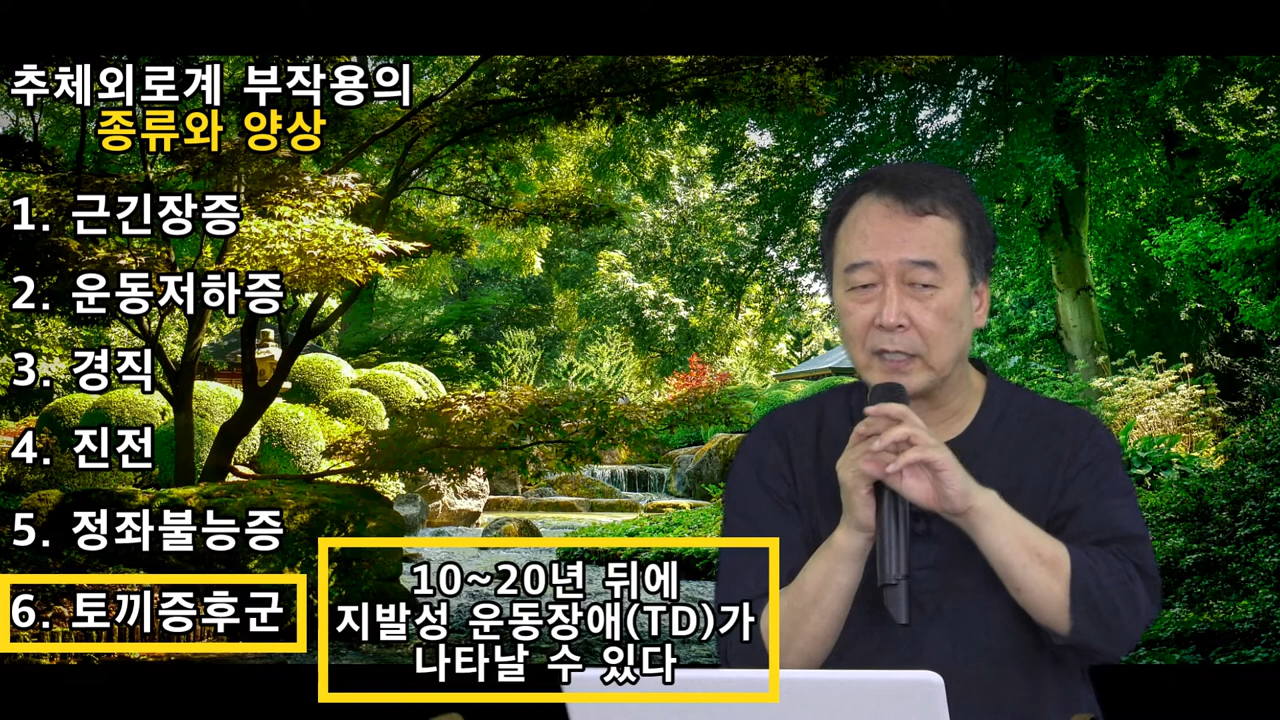 추체외로계 부작용의
종류와 양상
1. 근긴장증
2. 운동저하증
3. 경직
4. 진전
5. 정좌불능증
6. 토끼증후군
10~20년 뒤에
지발성 운동장애(TD)가
나타날 수 있다